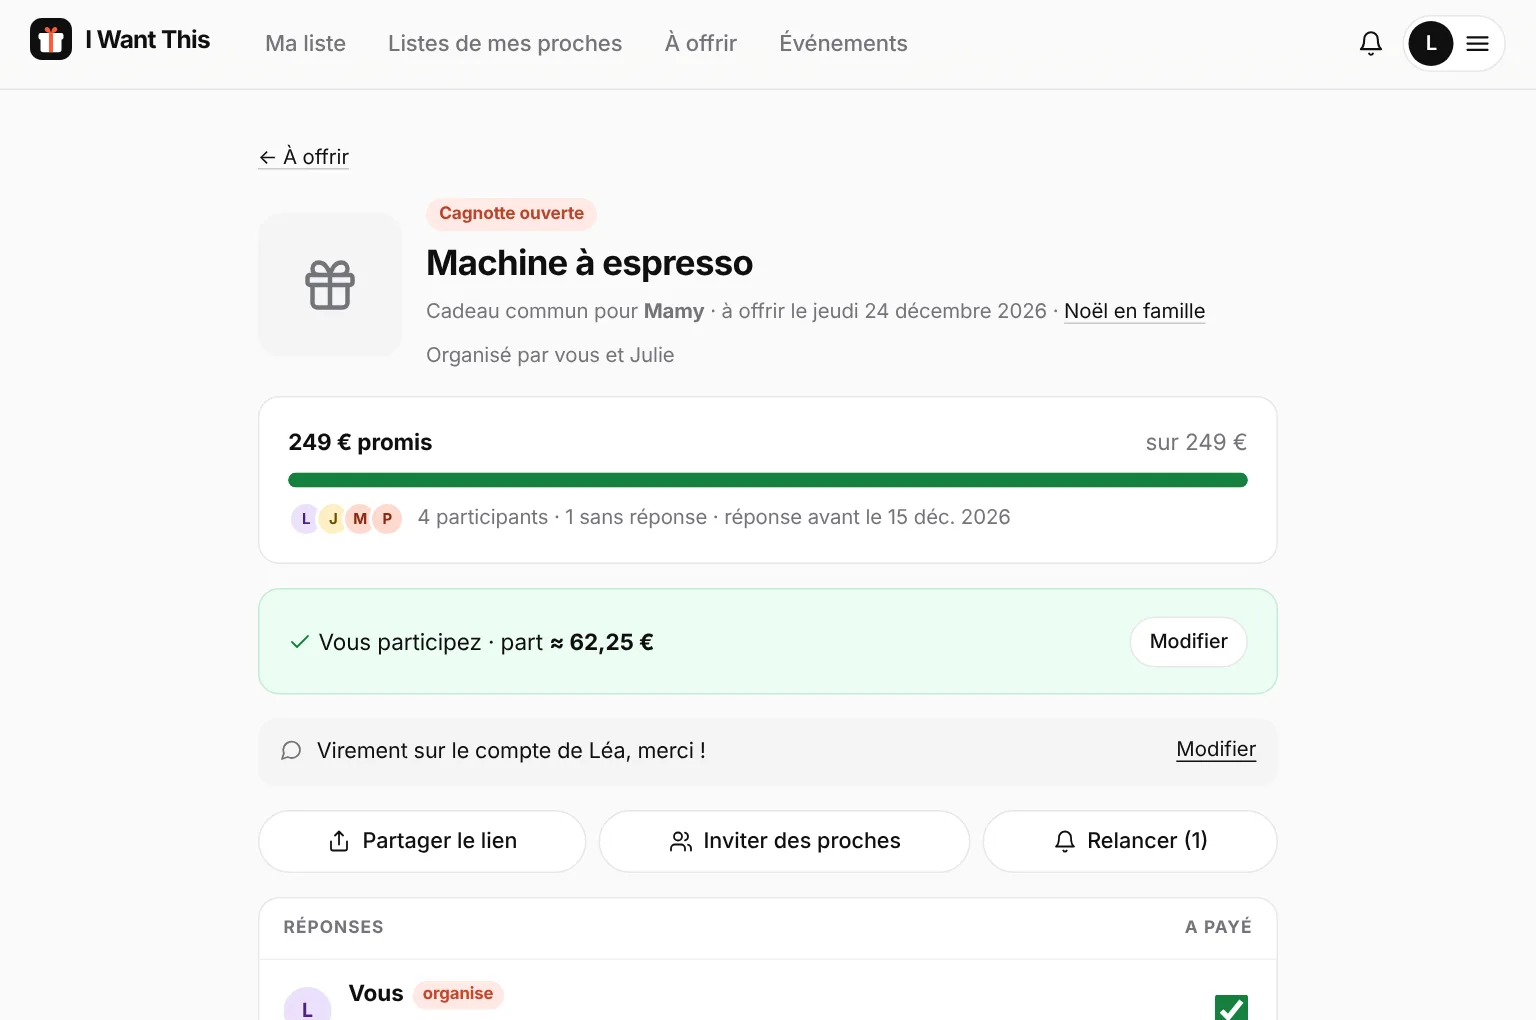 I Want This
Ma liste
Listes de mes proches
À offrir
Événements
L
← À offrir
Cagnotte ouverte
Machine à espresso
Cadeau commun pour Mamy · à offrir le jeudi 24 décembre 2026 · Noël en famille
Organisé par vous et Julie
249 € promis
sur 249 €
L J M P 4 participants · 1 sans réponse · réponse avant le 15 déc. 2026
Vous participez · part ≈ 62,25 €
Modifier
Virement sur le compte de Léa, merci !
Modifier
Partager le lien
Inviter des proches
Relancer (1)
RÉPONSES
A PAYÉ
L
Vous organise